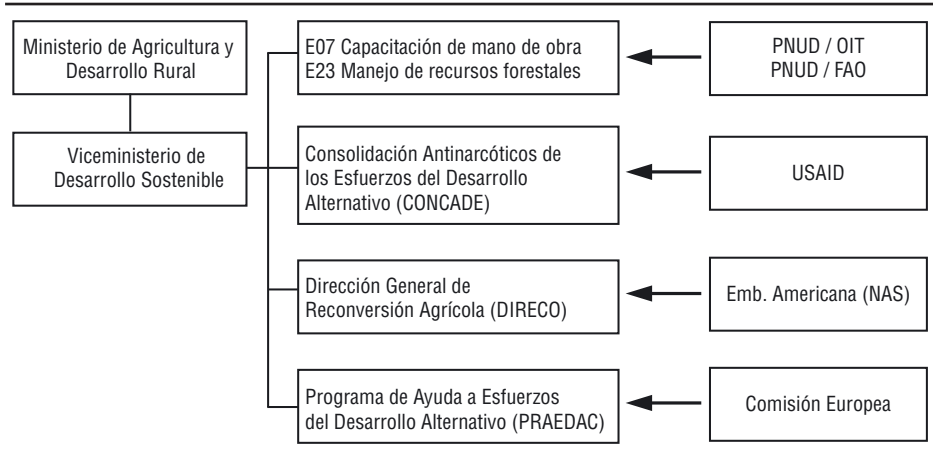 Ministerio de Agricultura y
Desarrollo Rural
Viceministerio de
Desarrollo Sostenible
E07 Capacitación de mano de obra
E23 Manejo de recursos forestales
PNUD / OIT
PNUD / FAO
Consolidación Antinarcóticos de
los Esfuerzos del Desarrollo
Alternativo (CONCADE)
USAID
Dirección General de
Reconversión Agrícola (DIRECO)
Emb. Americana (NAS)
Programa de Ayuda a Esfuerzos
del Desarrollo Alternativo (PRAEDAC)
Comisión Europea